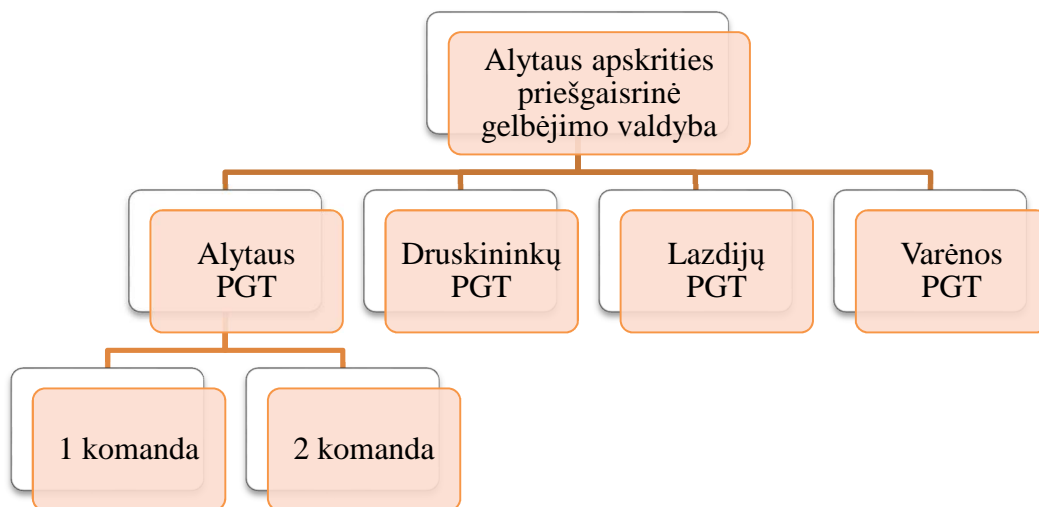 Alytaus apskrities
priešgaisrinė
gelbėjimo valdyba
Alytaus
PGT
Druskininkų
PGT
Lazdijų
PGT
Varėnos
PGT
1 komanda
2 komanda